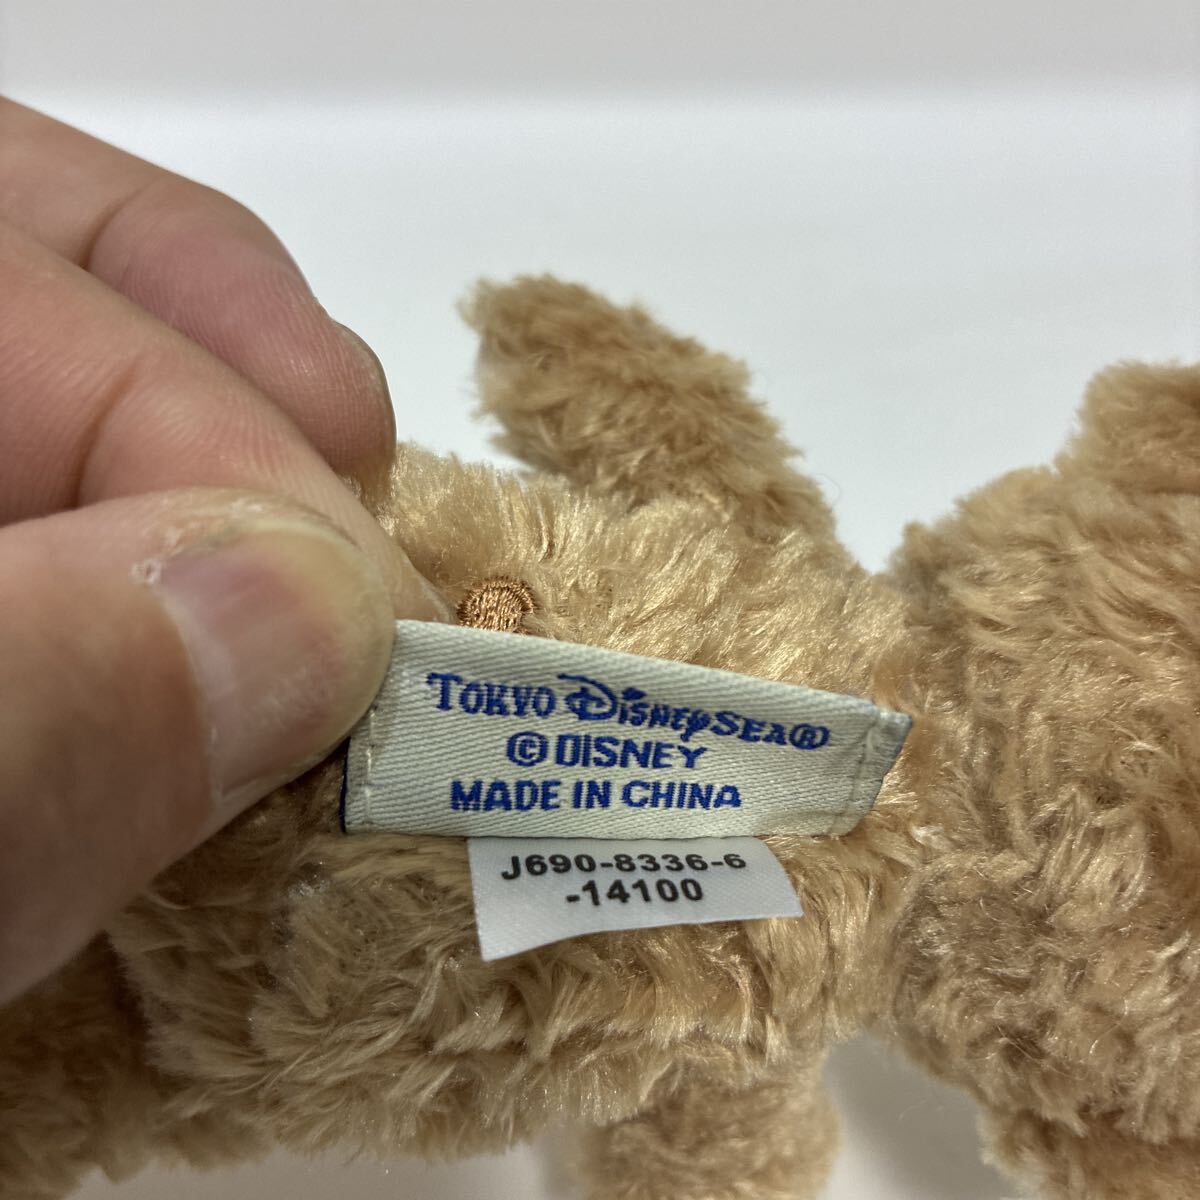 TOKYO DISNEYSEA®
©DISNEY
MADE IN CHINA
J690-8336-6
-14100